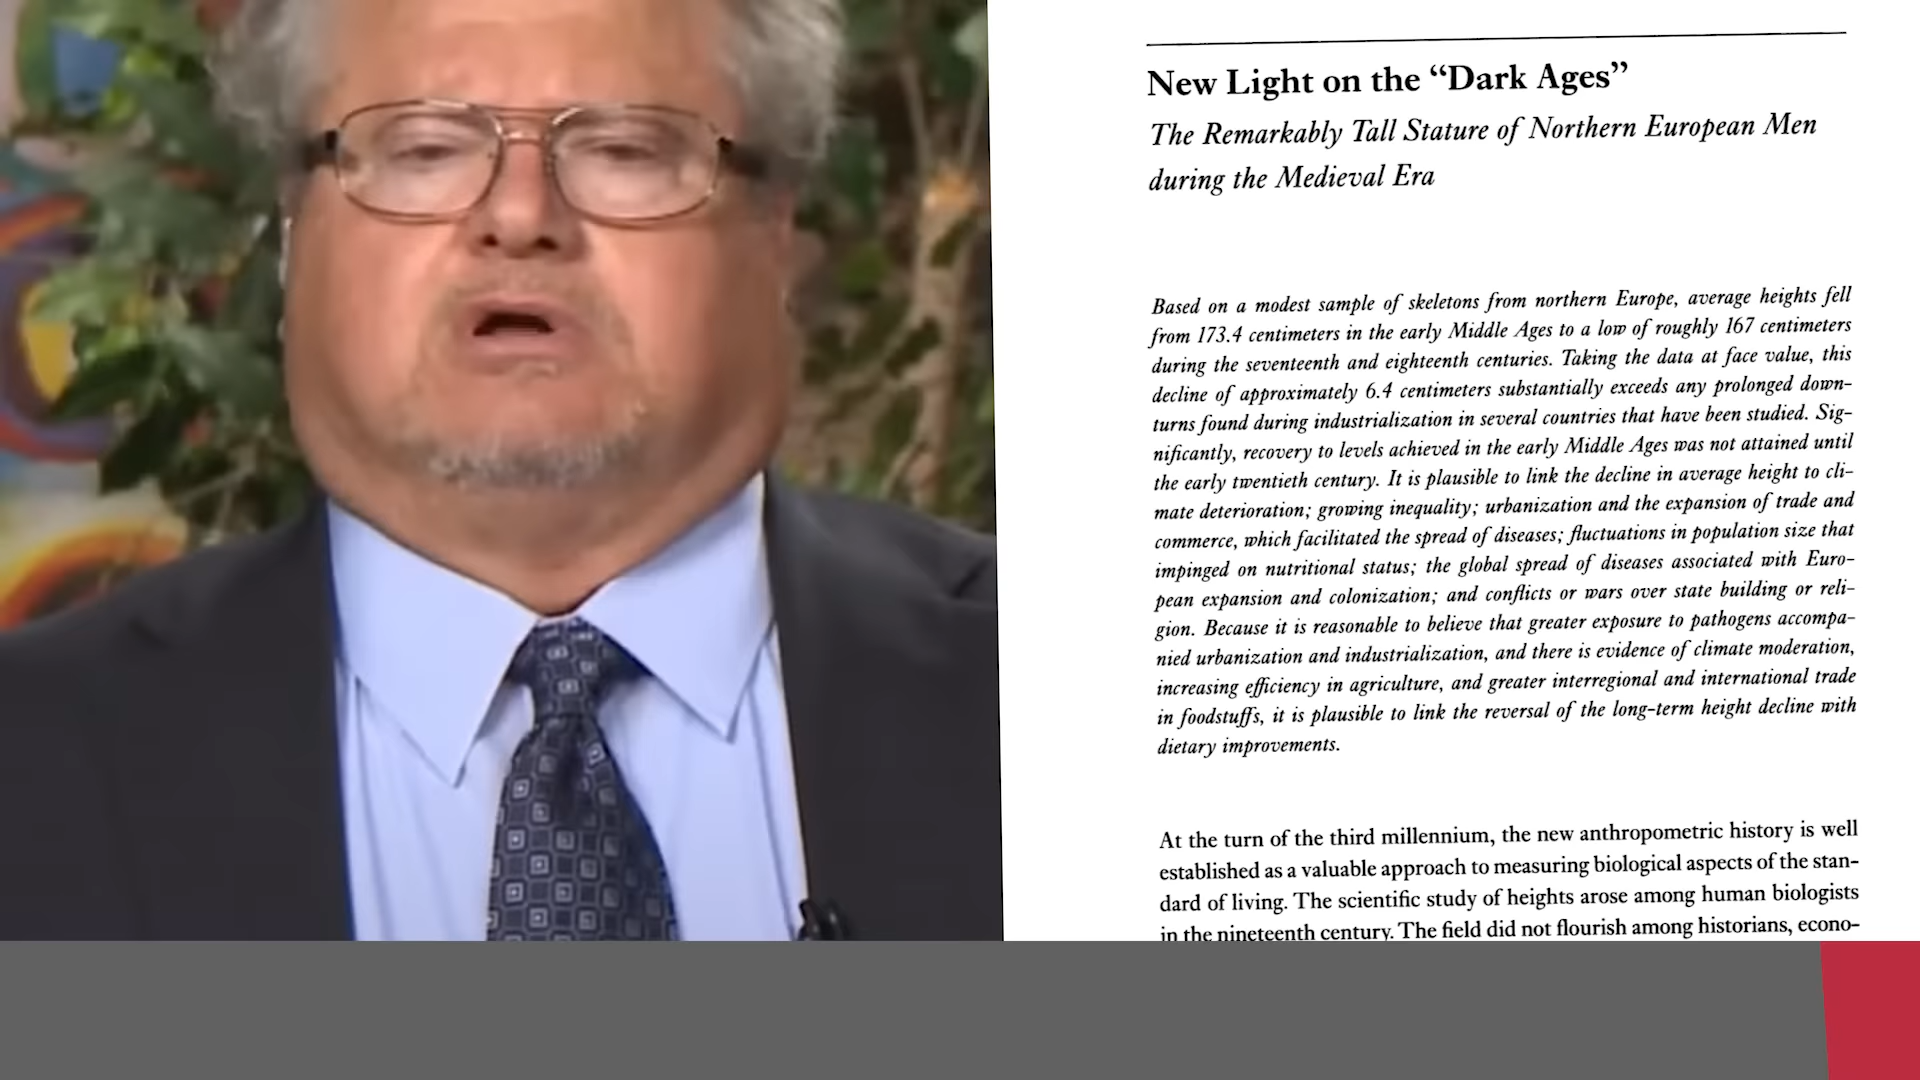 New Light on the “Dark Ages”
The Remarkably Tall Stature of Northern European Men
during the Medieval Era
Based on a modest sample of skeletons from northern Europe, average heights fell
from 173.4 centimeters in the early Middle Ages to a low of roughly 167 centimeters
during the seventeenth and eighteenth centuries. Taking the data at face value, this
decline of approximately 6.4 centimeters substantially exceeds any prolonged down-
turns found during industrialization in several countries that have been studied. Sig-
nificantly, recovery to levels achieved in the early Middle Ages was not attained until
the early twentieth century. It is plausible to link the decline in average height to cli-
mate deterioration; growing inequality; urbanization and the expansion of trade and
commerce, which facilitated the spread of diseases; fluctuations in population size that
impinged on nutritional status; the global spread of diseases associated with Euro-
pean expansion and colonization; and conflicts or wars over state building or reli-
gion. Because it is reasonable to believe that greater exposure to pathogens accompa-
nied urbanization and industrialization, and there is evidence of climate moderation,
increasing efficiency in agriculture, and greater interregional and international trade
in foodstuffs, it is plausible to link the reversal of the long-term height decline with
dietary improvements.
At the turn of the third millennium, the new anthropometric history is well
established as a valuable approach to measuring biological aspects of the stan-
dard of living. The scientific study of heights arose among human biologists
in the nineteenth century. The field did not flourish among historians, econo-